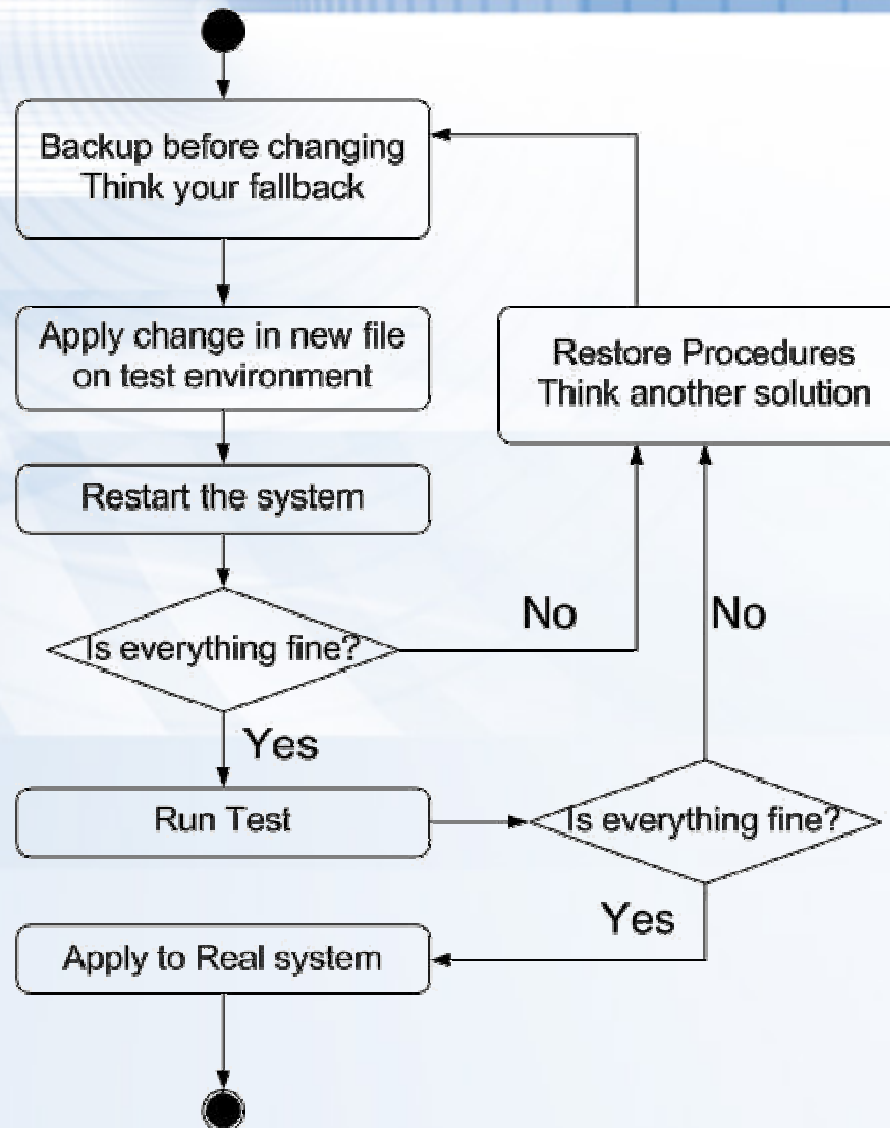 Backup before changing
Think your fallback
Apply change in new file
on test environment
Restore Procedures
Think another solution
Restart the system
Is everything fine?
No
No
Yes
Run Test
Is everything fine?
Yes
Apply to Real system